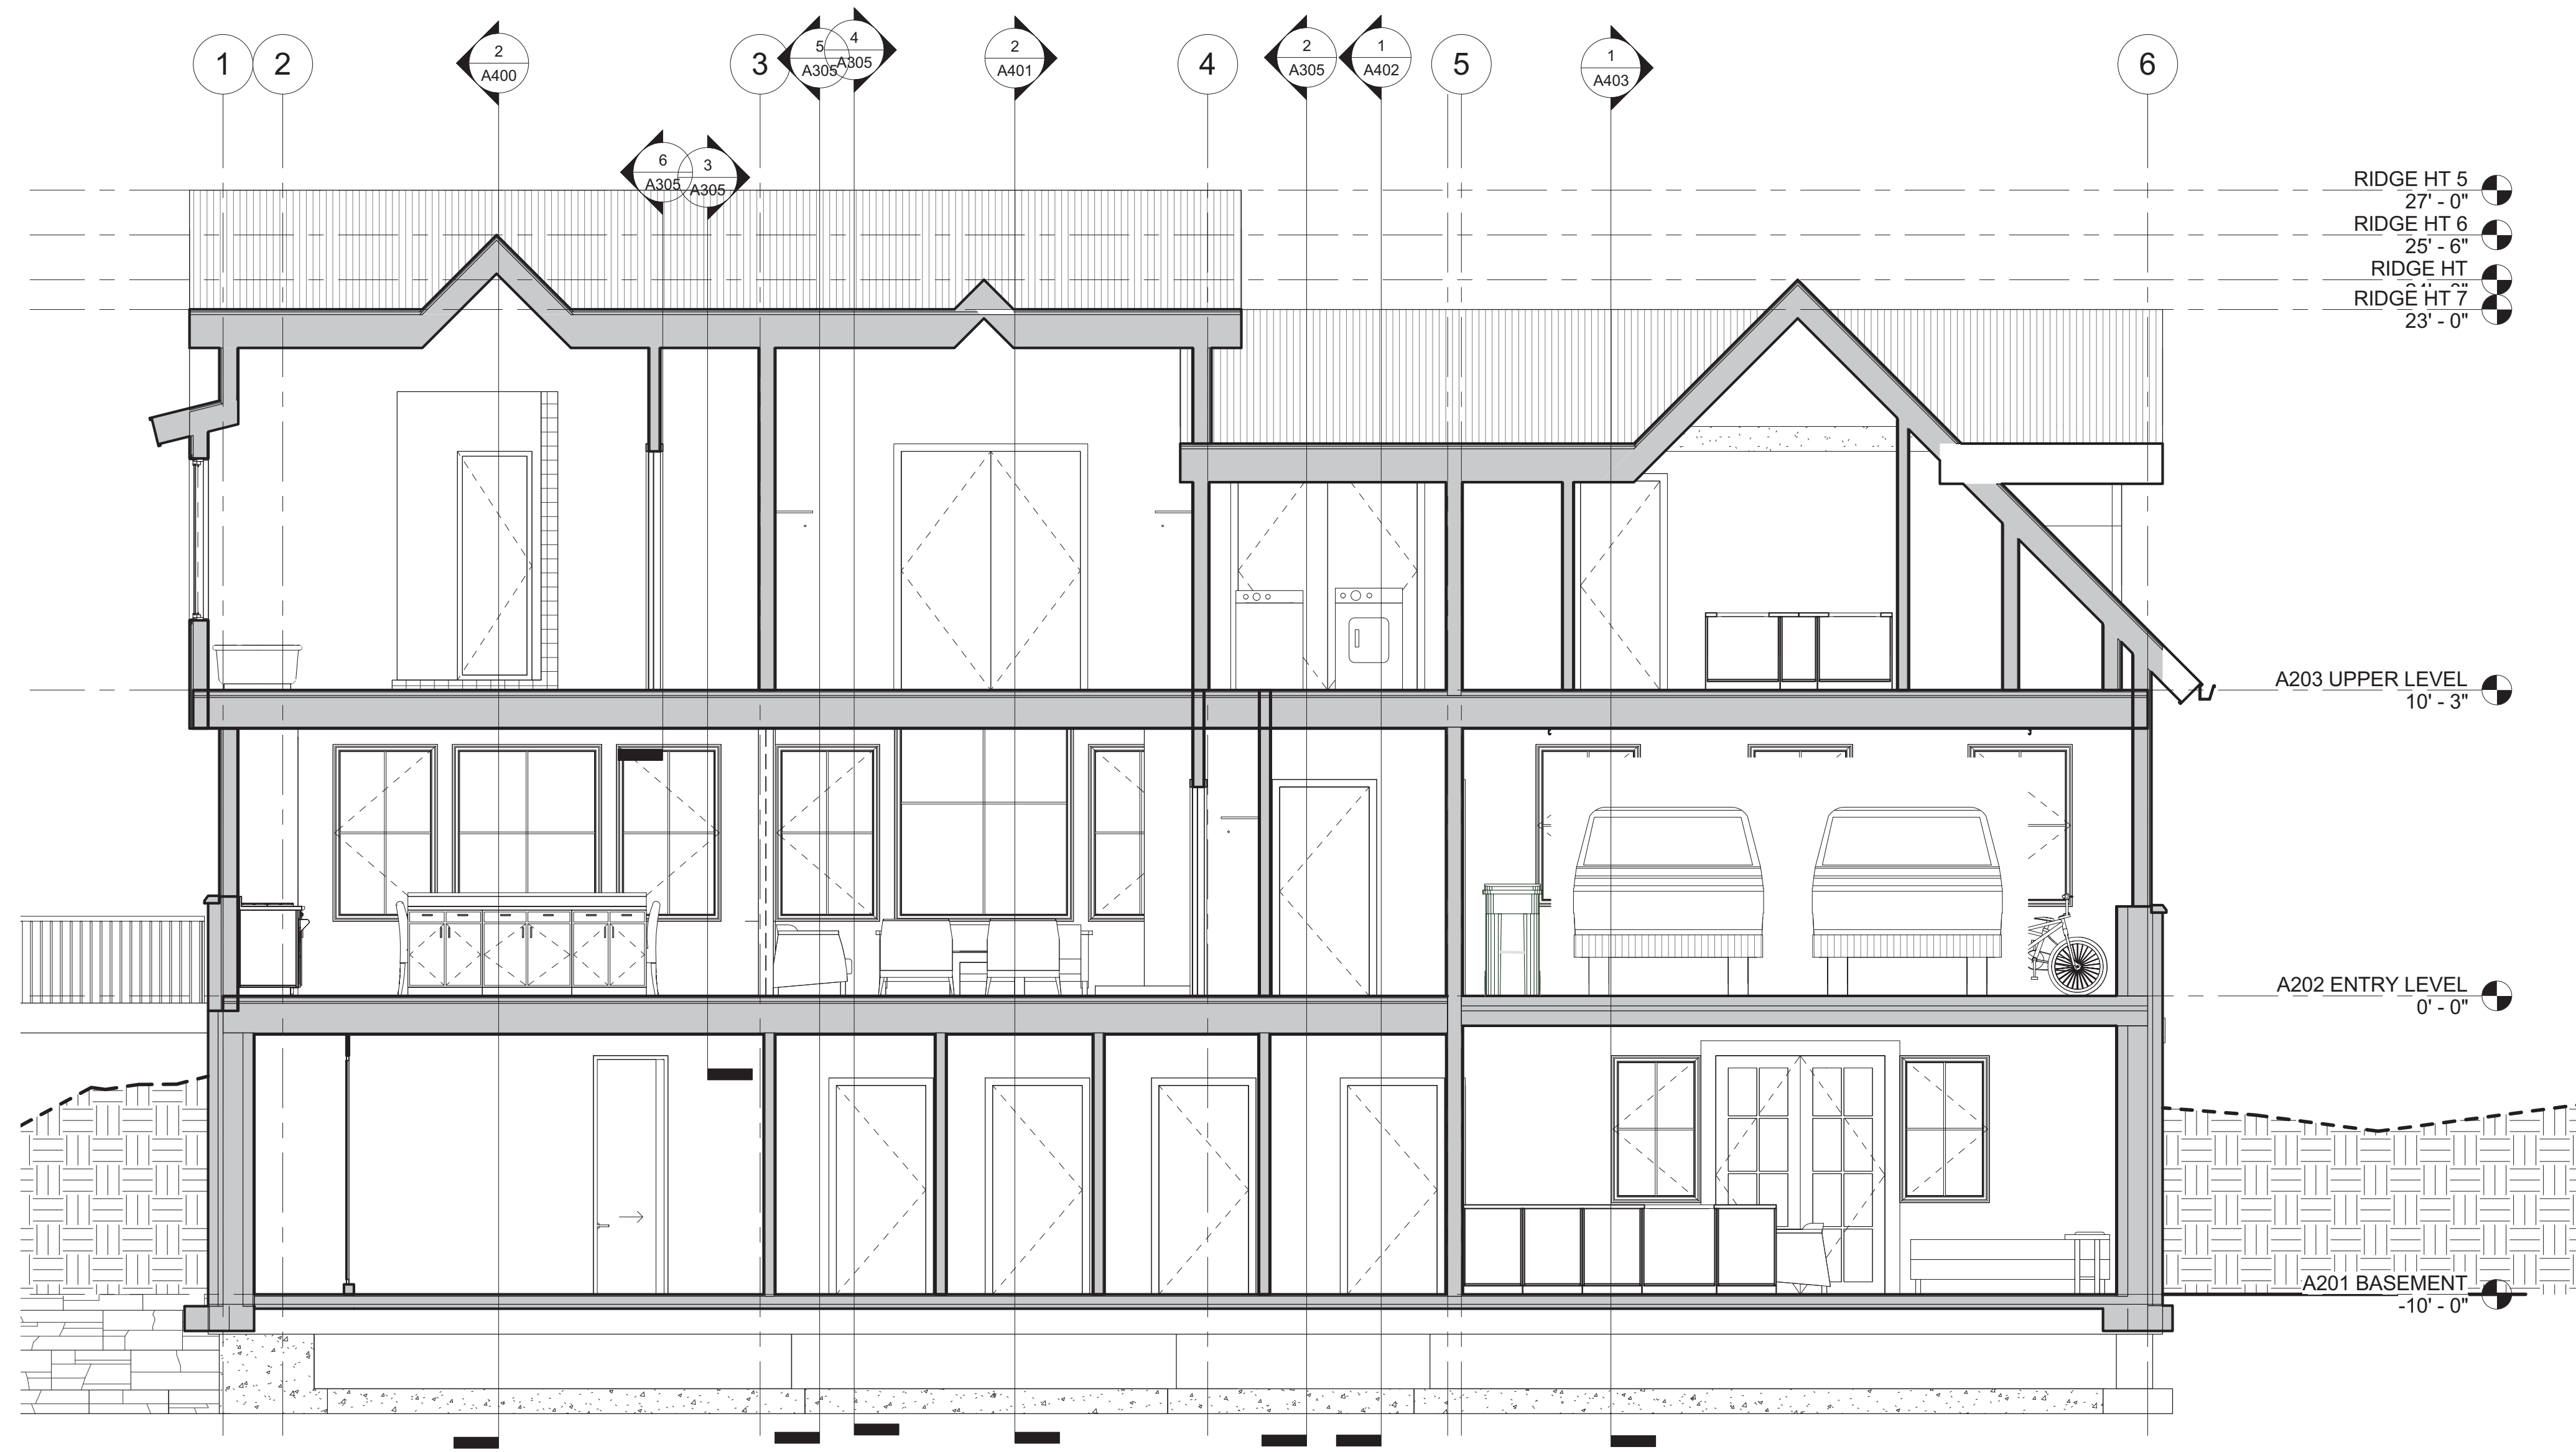 1
2
2
A400
3
5
A305
4
A305
2
A401
4
2
A305
1
A402
5
1
A403
6
6
A305
3
A305
RIDGE HT 5
27' - 0"
RIDGE HT 6
25' - 6"
RIDGE HT
RIDGE HT 7
23' - 0"
A203 UPPER LEVEL
10' - 3"
A202 ENTRY LEVEL
0' - 0"
A201 BASEMENT
-10' - 0"